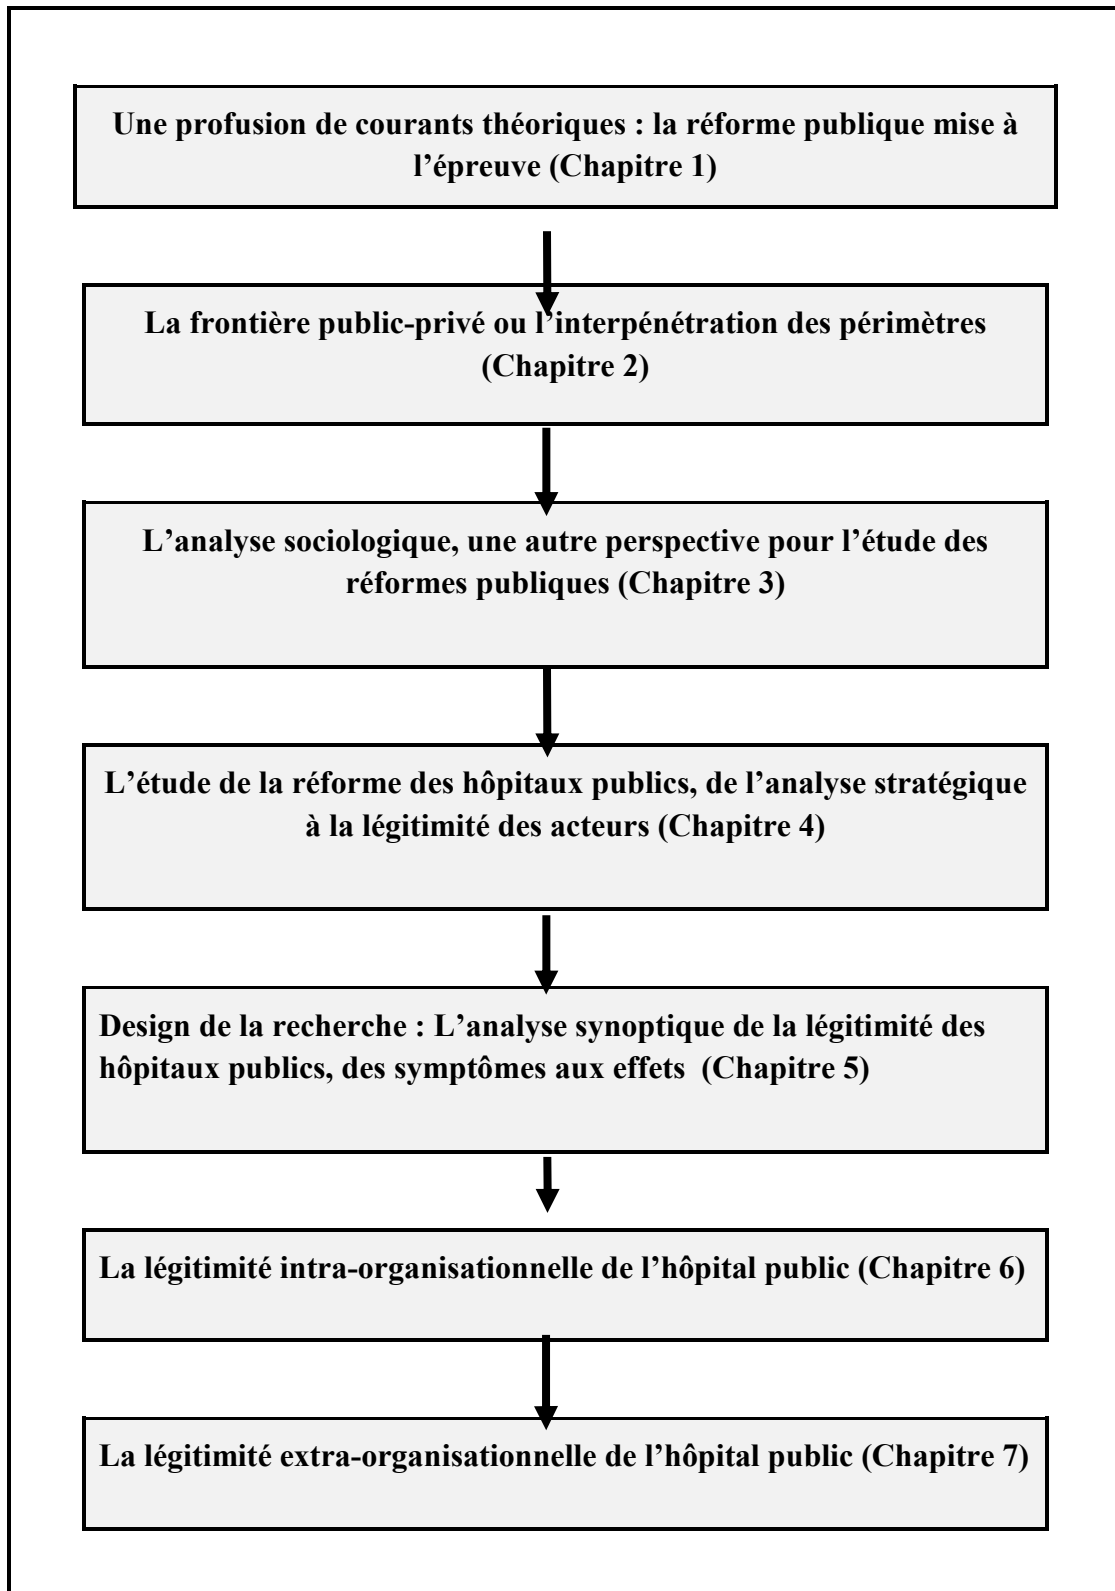 Une profusion de courants théoriques : la réforme publique mise à
l’épreuve (Chapitre 1)
La frontière public-privé ou l’interpénétration des périmètres
(Chapitre 2)
L’analyse sociologique, une autre perspective pour l’étude des
réformes publiques (Chapitre 3)
L’étude de la réforme des hôpitaux publics, de l’analyse stratégique
à la légitimité des acteurs (Chapitre 4)
Design de la recherche : L’analyse synoptique de la légitimité des
hôpitaux publics, des symptômes aux effets  (Chapitre 5)
La légitimité intra-organisationnelle de l’hôpital public (Chapitre 6)
La légitimité extra-organisationnelle de l’hôpital public (Chapitre 7)